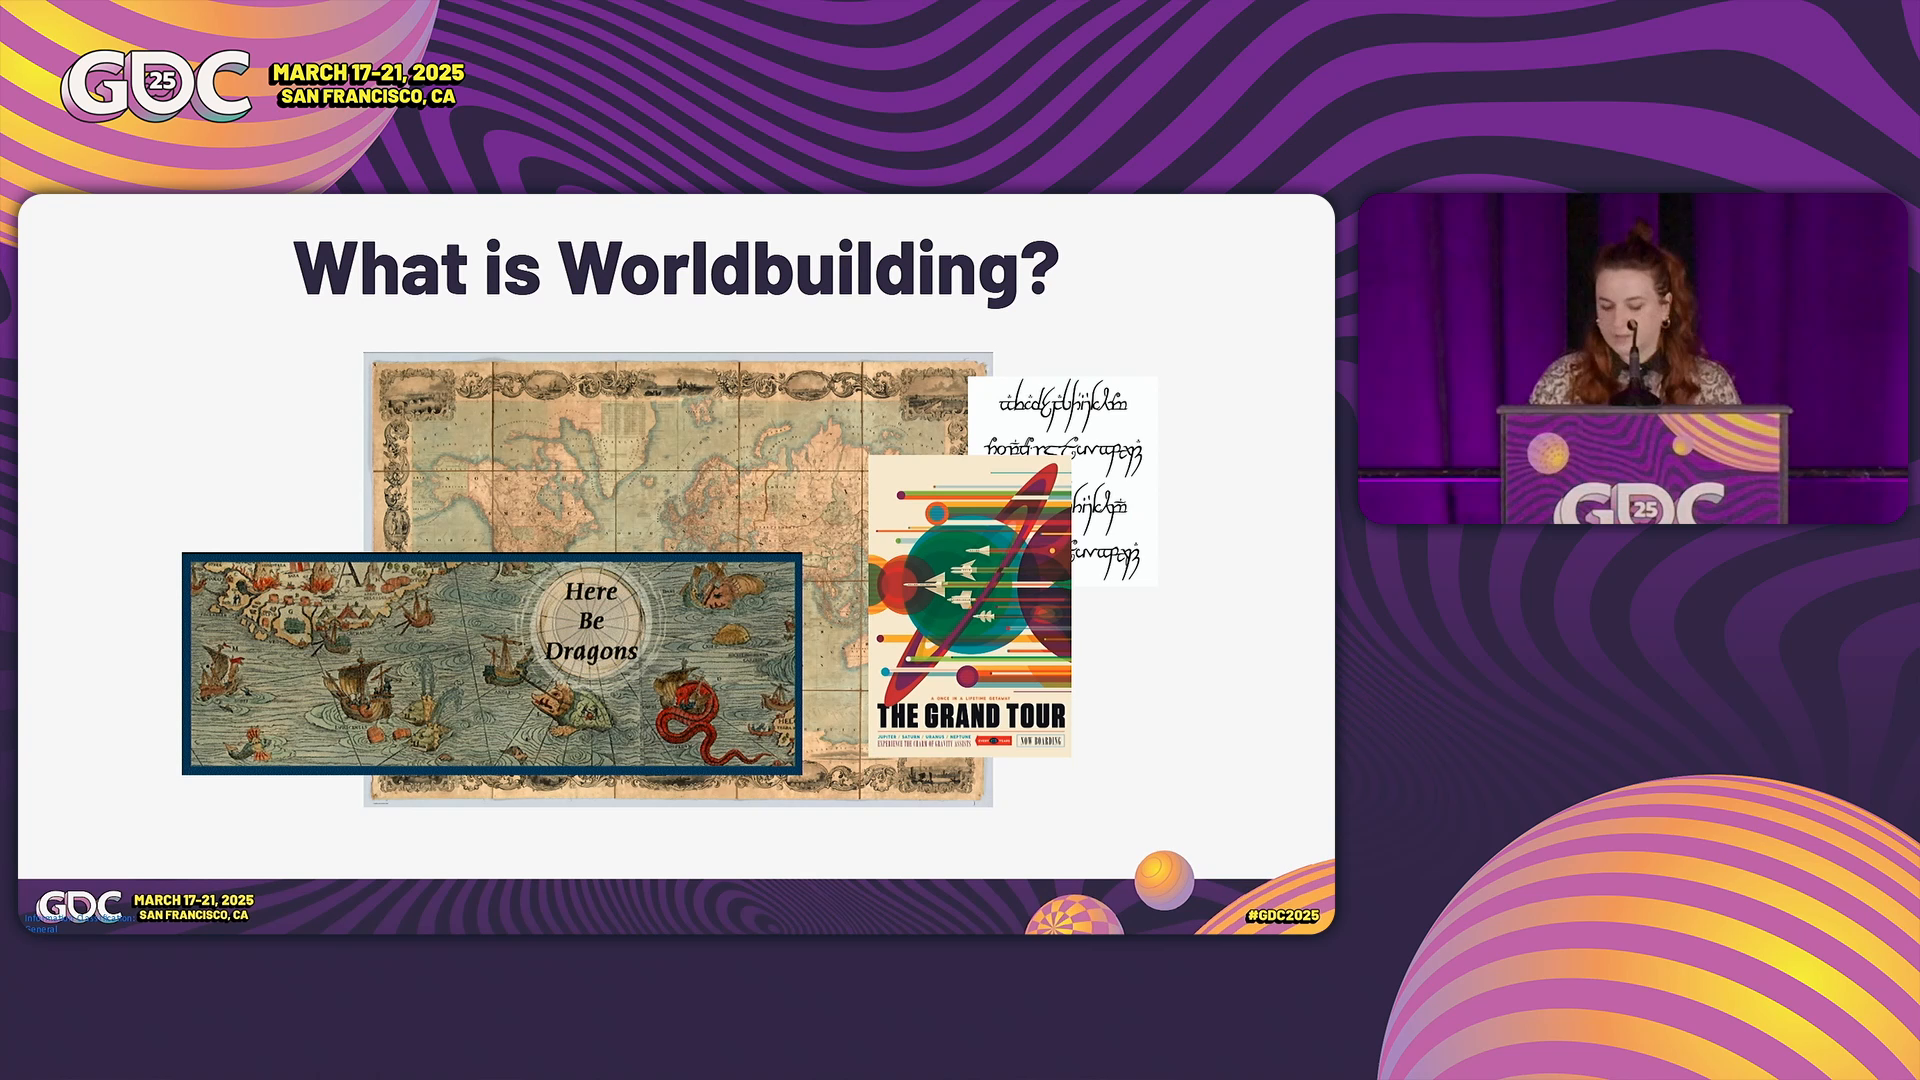 GDC 25
MARCH 17-21, 2025
SAN FRANCISCO, CA
What is Worldbuilding?
Here
Be
Dragons
A ONCE IN A LIFETIME GETAWAY
THE GRAND TOUR
JUPITER / SATURN / URANUS / NEPTUNE
EXPERIENCE THE CHARM OF GRAVITY ASSISTS
NOW BOARDING
GDC
MARCH 17-21, 2025
SAN FRANCISCO, CA
Information Classification:
General
#GDC2025
GDC 25